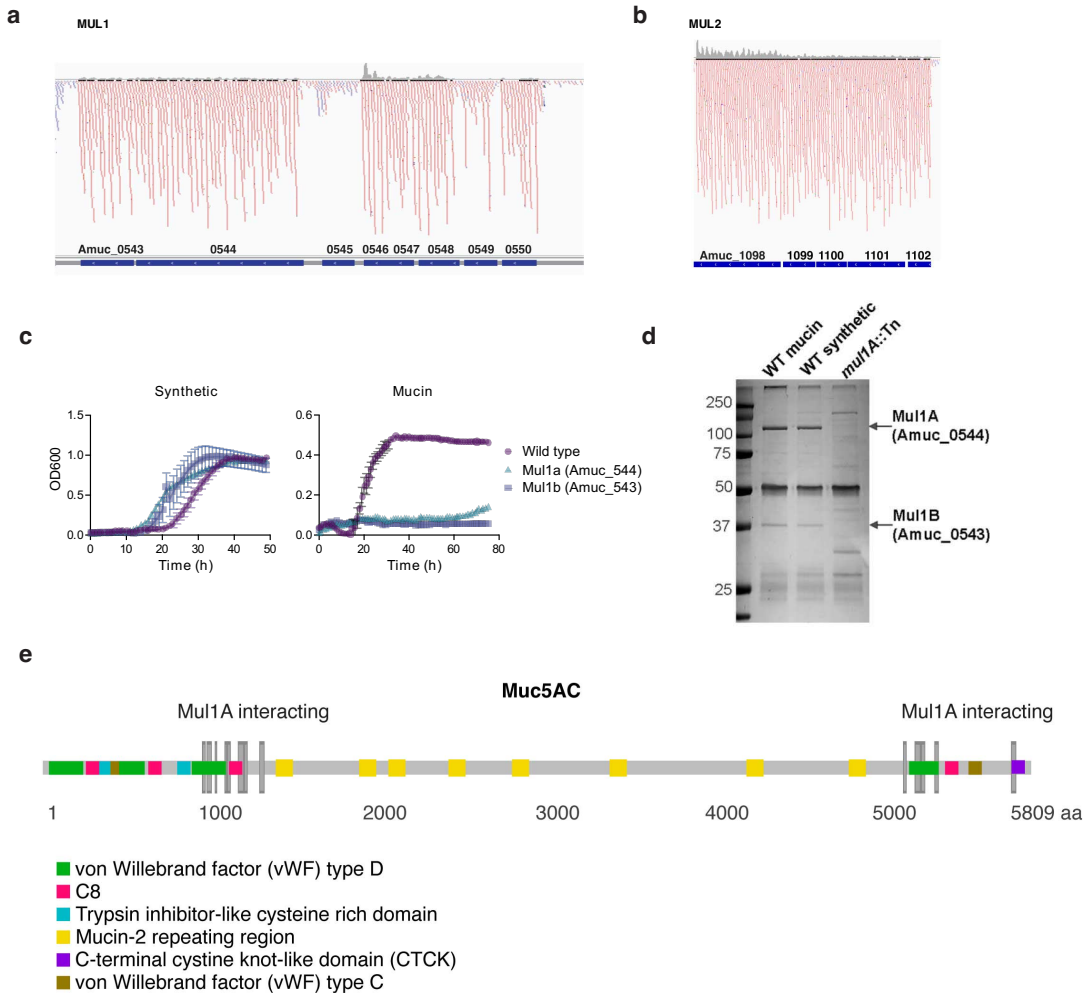 a
MUL1
Amuc_0543 0544 0545 0546 0547 0548 0549 0550
b
MUL2
Amuc_1098 1099 1100 1101 1102
c
Synthetic
1.5
1.0
0.5
0.0
OD600
0 10 20 30 40 50
Time (h)
Mucin
0.6
0.4
0.2
0.0
0 20 40 60 80
Time (h)
Wild type
Mul1a (Amuc_544)
Mul1b (Amuc_543)
d
WT mucin
WT synthetic
mul1A::Tn
250
100
75
50
37
25
Mul1A
(Amuc_0544)
Mul1B
(Amuc_0543)
e
Muc5AC
Mul1A interacting
Mul1A interacting
1 1000 2000 3000 4000 5000 5809 aa
von Willebrand factor (vWF) type D
C8
Trypsin inhibitor-like cysteine rich domain
Mucin-2 repeating region
C-terminal cystine knot-like domain (CTCK)
von Willebrand factor (vWF) type C